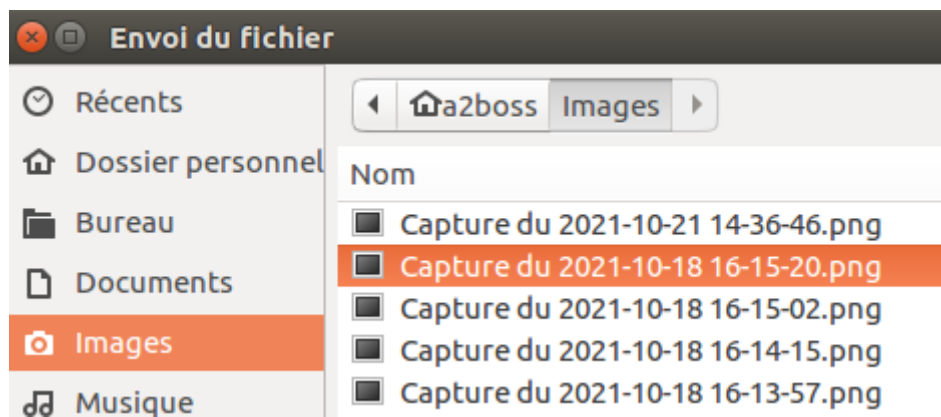 Envoi du fichier
Récents
Dossier personnel
Bureau
Documents
Images
Musique
a2boss Images
Nom
Capture du 2021-10-21 14-36-46.png
Capture du 2021-10-18 16-15-20.png
Capture du 2021-10-18 16-15-02.png
Capture du 2021-10-18 16-14-15.png
Capture du 2021-10-18 16-13-57.png